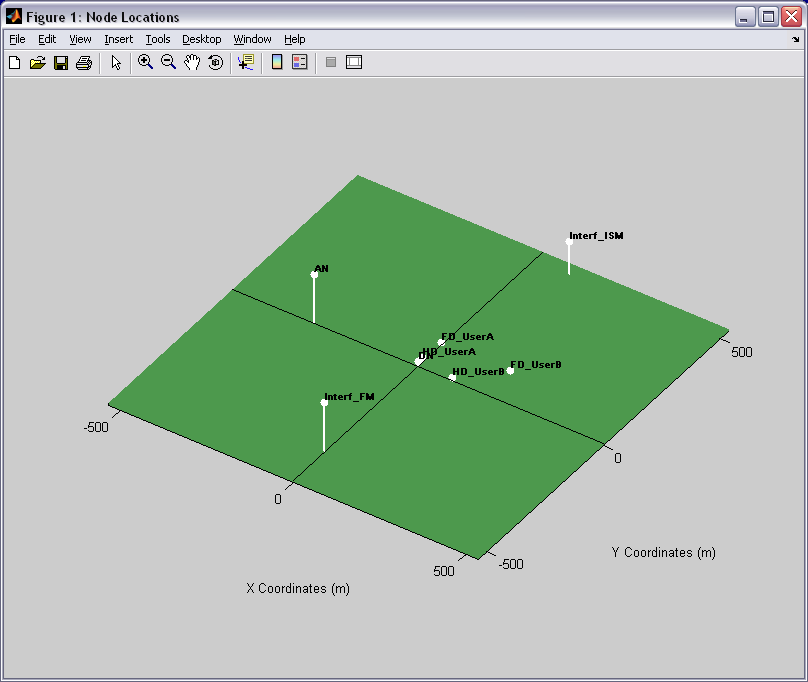 Figure 1: Node Locations
File Edit View Insert Tools Desktop Window Help
Interf_ISM
AN
FD_UserA
HD_UserA
DN
FD_UserB
HD_UserB
Interf_FM
500
-500
0
0
500
-500
Y Coordinates (m)
X Coordinates (m)